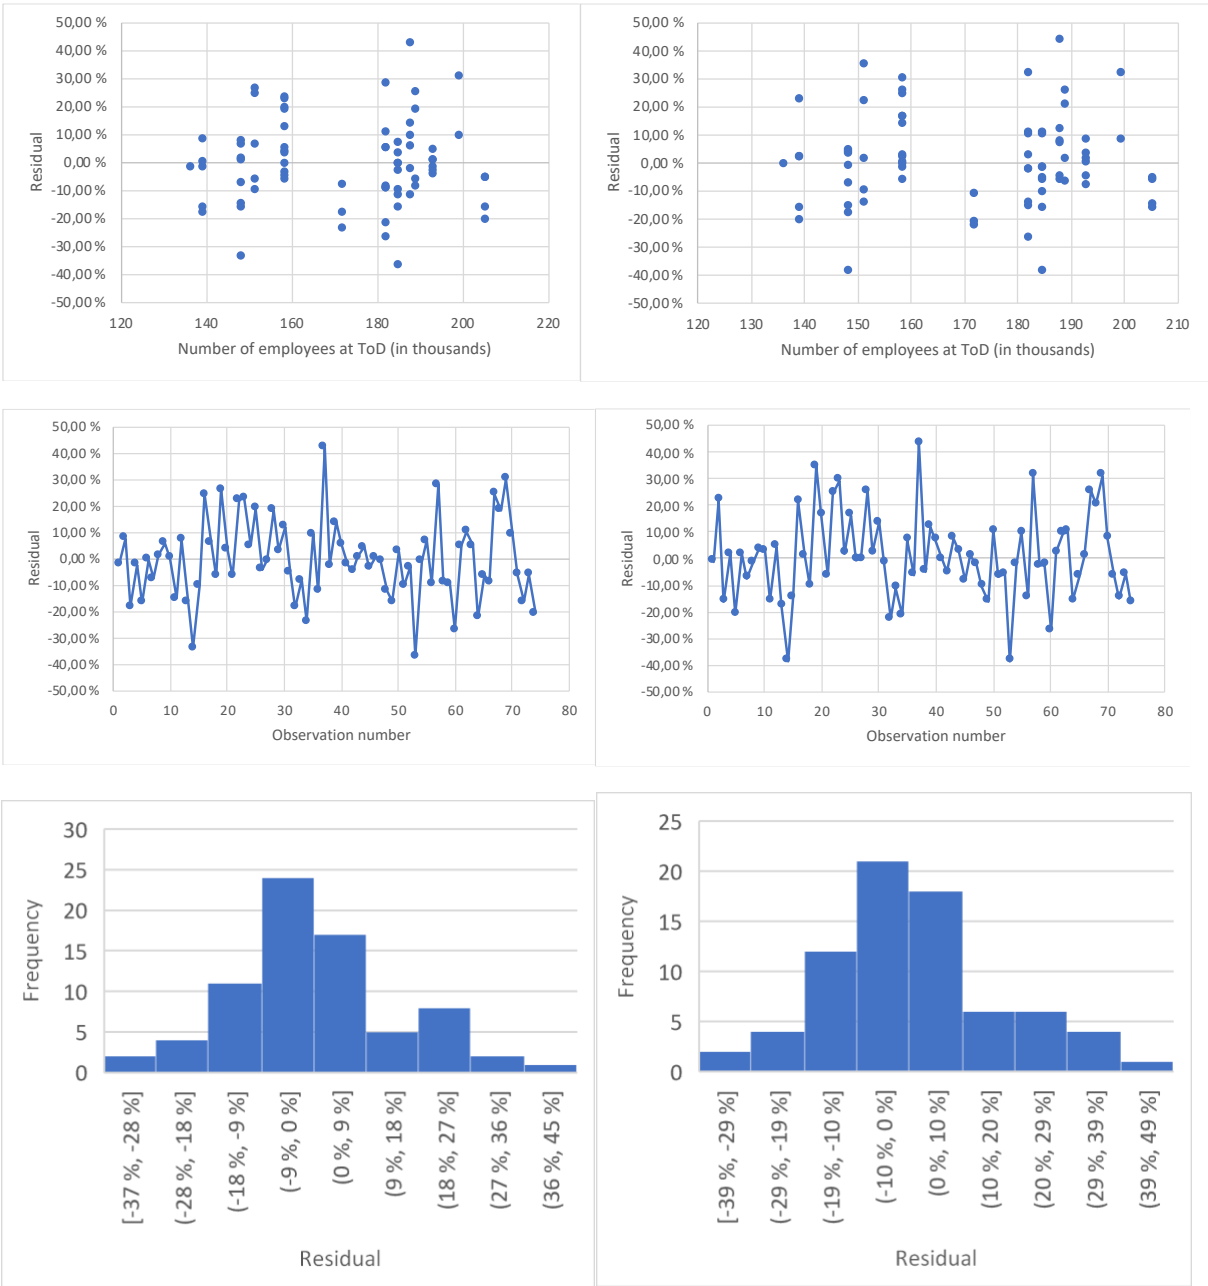 50,00 %
40,00 %
30,00 %
20,00 %
10,00 %
0,00 %
-10,00 %
-20,00 %
-30,00 %
-40,00 %
-50,00 %
Residual
120 140 160 180 200 220
Number of employees at ToD (in thousands)
50,00 %
40,00 %
30,00 %
20,00 %
10,00 %
0,00 %
-10,00 %
-20,00 %
-30,00 %
-40,00 %
-50,00 %
Residual
120 130 140 150 160 170 180 190 200 210
Number of employees at ToD (in thousands)
50,00 %
40,00 %
30,00 %
20,00 %
10,00 %
0,00 %
-10,00 %
-20,00 %
-30,00 %
-40,00 %
-50,00 %
Residual
0 10 20 30 40 50 60 70 80
Observation number
50,00 %
40,00 %
30,00 %
20,00 %
10,00 %
0,00 %
-10,00 %
-20,00 %
-30,00 %
-40,00 %
-50,00 %
Residual
0 10 20 30 40 50 60 70 80
Observation number
30
25
20
15
10
5
0
Frequency
[-37 %, -28 %]
(-28 %, -18 %]
(-18 %, -9 %]
(-9 %, 0 %]
(0 %, 9 %]
(9 %, 18 %]
(18 %, 27 %]
(27 %, 36 %]
(36 %, 45 %]
Residual
25
20
15
10
5
0
Frequency
[-39 %, -29 %]
(-29 %, -19 %]
(-19 %, -10 %]
(-10 %, 0 %]
(0 %, 10 %]
(10 %, 20 %]
(20 %, 29 %]
(29 %, 39 %]
(39 %, 49 %]
Residual